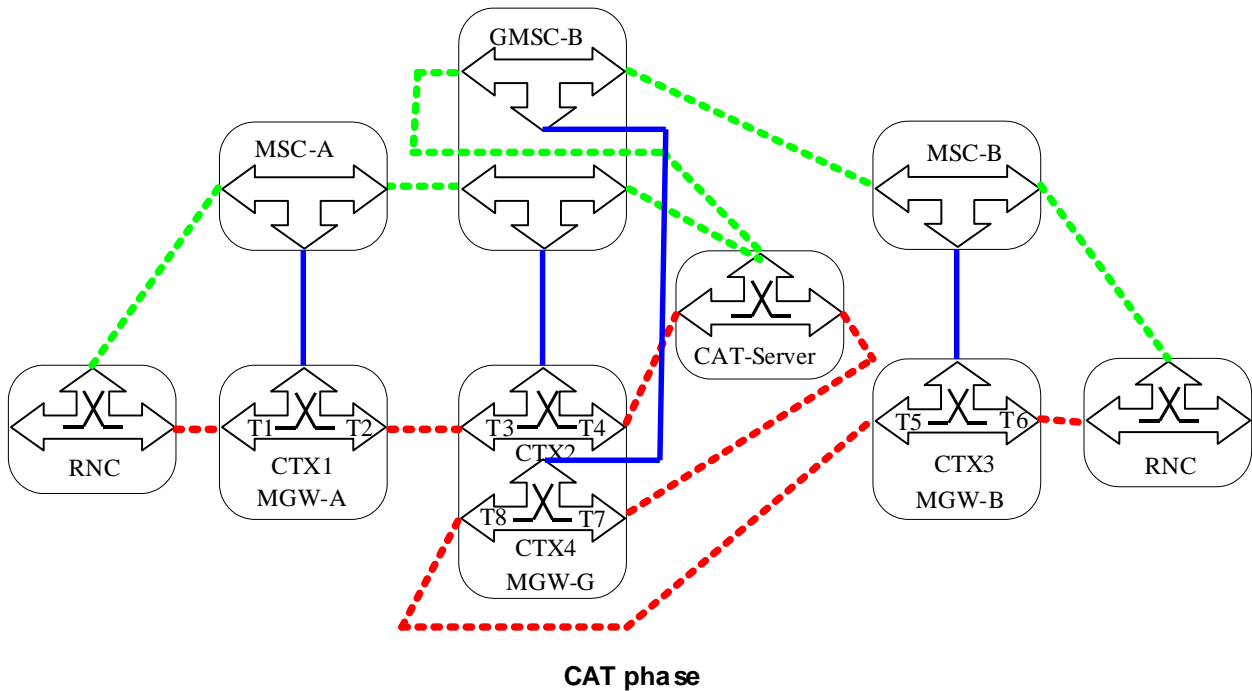 GMSC-B
MSC-A
MSC-B
CAT-Server
RNC
T1
T2
CTX1
MGW-A
T3
T4
CTX2
T8
T7
CTX4
MGW-G
T5
T6
CTX3
MGW-B
RNC
CAT phase